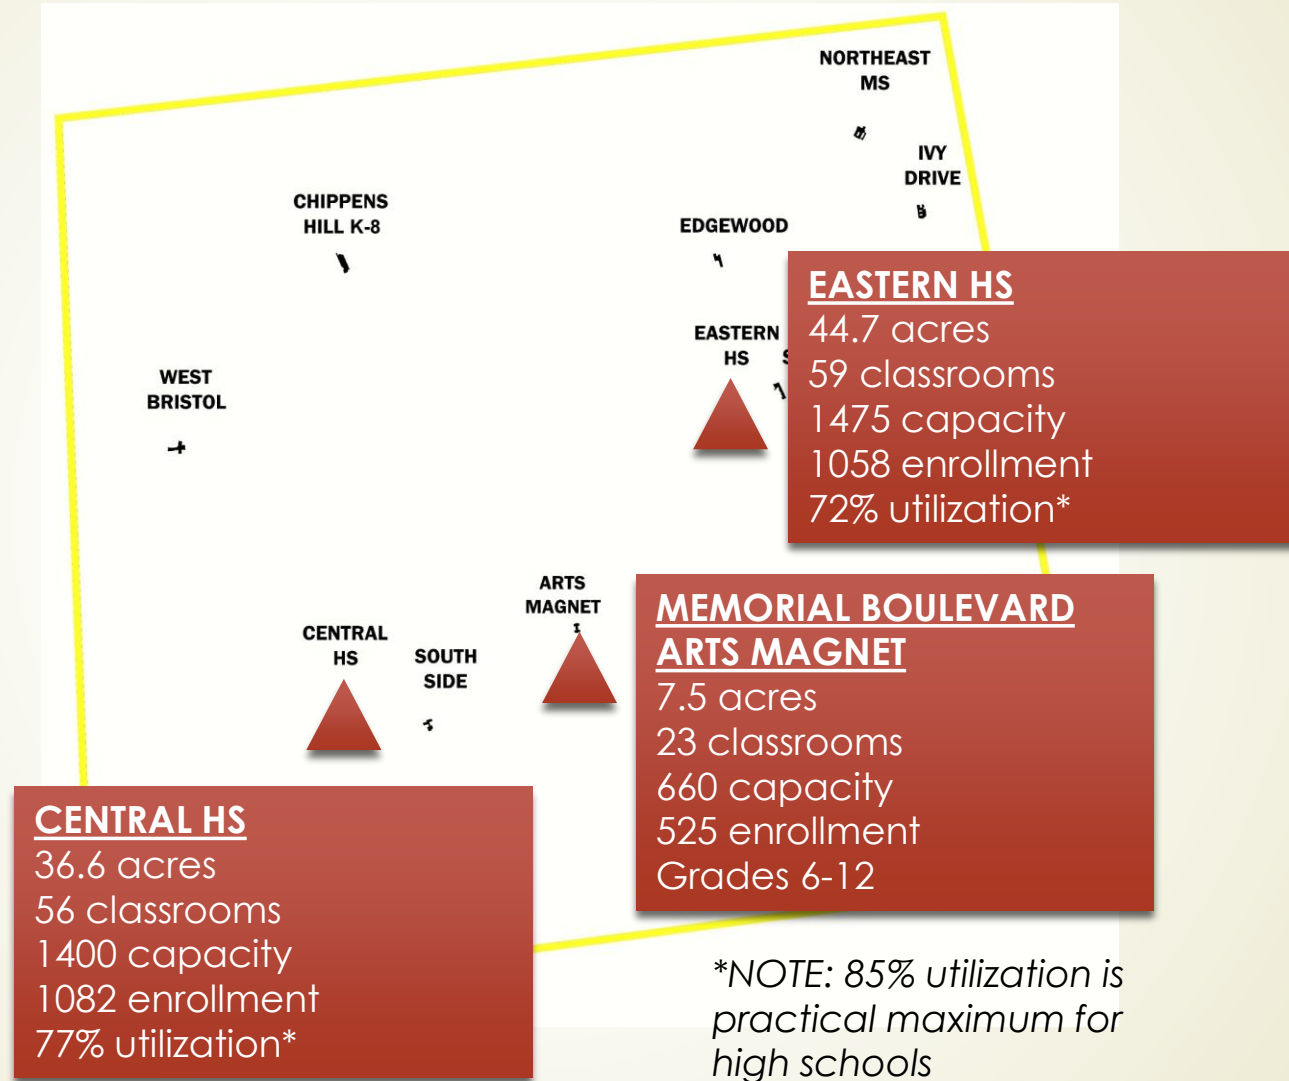 NORTHEAST
MS
IVY
DRIVE
CHIPPENS
HILL K-8
EDGEWOOD
EASTERN
HS
WEST
BRISTOL
EASTERN HS
44.7 acres
59 classrooms
1475 capacity
1058 enrollment
72% utilization*
ARTS
MAGNET
CENTRAL
HS
SOUTH
SIDE
MEMORIAL BOULEVARD
ARTS MAGNET
7.5 acres
23 classrooms
660 capacity
525 enrollment
Grades 6-12
CENTRAL HS
36.6 acres
56 classrooms
1400 capacity
1082 enrollment
77% utilization*
*NOTE: 85% utilization is
practical maximum for
high schools